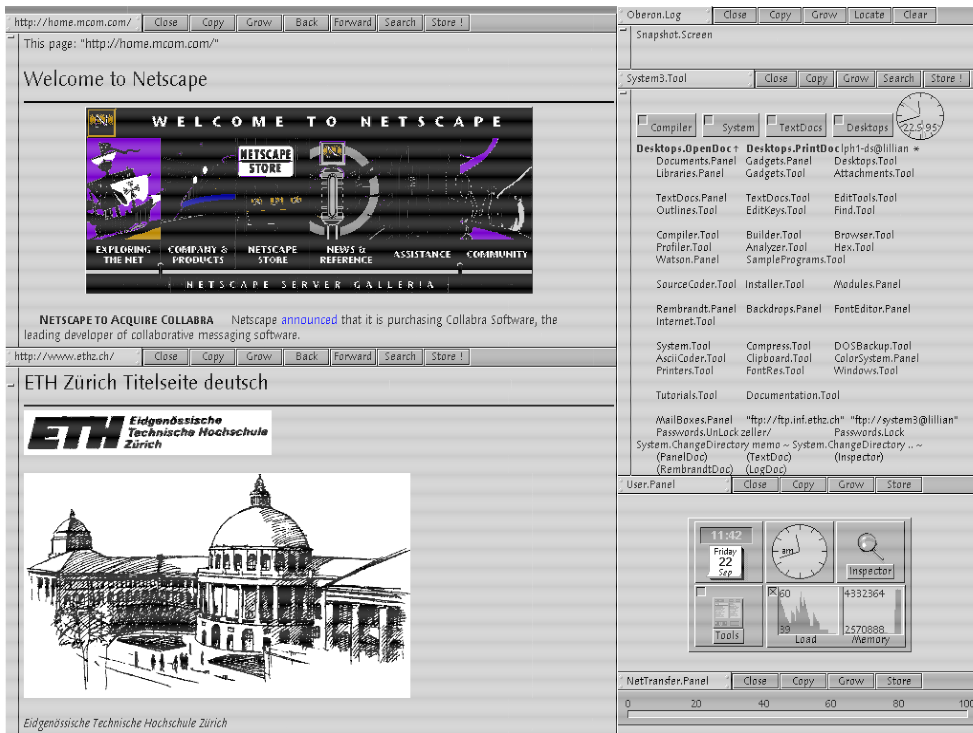 http://home.mcom.com/ Close Copy Grow Back Forward Search Store !
This page: "http://home.mcom.com/"
Welcome to Netscape
WELCOME TO NETSCAPE
NETSCAPE
STORE
EXPLORING THE NET
COMPANY & PRODUCTS
NETSCAPE STORE
NEWS & REFERENCE
ASSISTANCE
COMMUNITY
NETSCAPE SERVER GALLERIA
NETSCAPE TO ACQUIRE COLLABRA Netscape announced that it is purchasing Collabra Software, the
leading developer of collaborative messaging software.
http://www.ethz.ch/ Close Copy Grow Back Forward Search Store !
ETH Zürich Titelseite deutsch
ETH
Eidgenössische
Technische Hochschule
Zürich
Eidgenössische Technische Hochschule Zürich
Oberon.Log Close Copy Grow Locate Clear
Snapshot.Screen
System3.Tool Close Copy Grow Search Store !
Compiler System TextDocs Desktops 22.5 95
Desktops.OpenDoc↑ Desktops.PrintDoc lph1-ds@lillian *
Documents.Panel Gadgets.Panel Desktops.Tool
Libraries.Panel Gadgets.Tool Attachments.Tool
TextDocs.Panel TextDocs.Tool EditTools.Tool
Outlines.Tool EditKeys.Tool Find.Tool
Compiler.Tool Builder.Tool Browser.Tool
Profiler.Tool Analyzer.Tool Hex.Tool
Watson.Panel SamplePrograms.Tool
SourceCoder.Tool Installer.Tool Modules.Panel
Rembrandt.Panel Backdrops.Panel FontEditor.Panel
Internet.Tool
System.Tool Compress.Tool DOSBackup.Tool
AsciiCoder.Tool Clipboard.Tool ColorSystem.Panel
Printers.Tool FontRes.Tool Windows.Tool
Tutorials.Tool Documentation.Tool
MailBoxes.Panel "ftp://ftp.inf.ethz.ch" "ftp://system3@lillian"
Passwords.UnLock zeller/ Passwords.Lock
System.ChangeDirectory memo ~ System.ChangeDirectory .. ~
(PanelDoc) (TextDoc) (Inspector)
(RembrandtDoc) (LogDoc)
User.Panel Close Copy Grow Store
11:42
Friday
22
Sep
am
Inspector
Tools
60
39
Load
4332364
2570888
Memory
NetTransfer.Panel Close Copy Grow Store
0 20 40 60 80 100